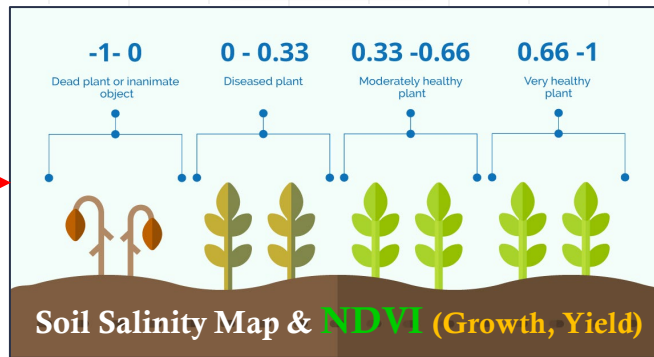 -1- 0
Dead plant or inanimate
object
0 - 0.33
Diseased plant
0.33 -0.66
Moderately healthy
plant
0.66 -1
Very healthy
plant
Soil Salinity Map & NDVI (Growth, Yield)